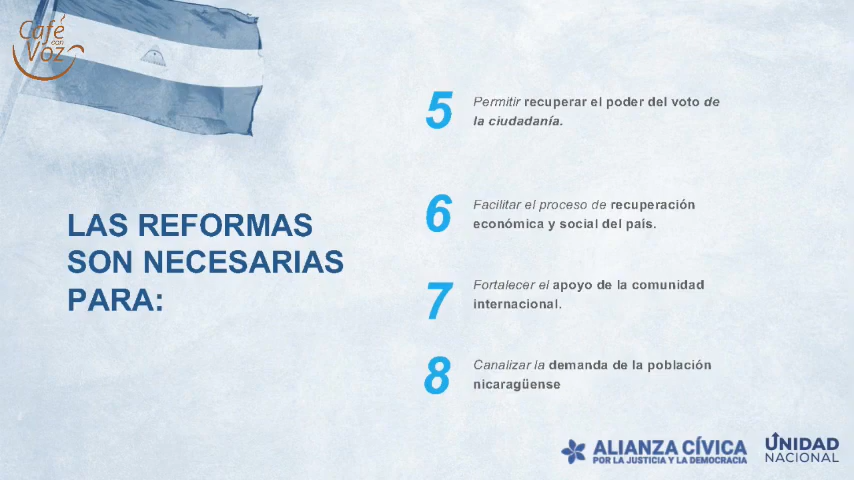 Café
con
Voz
LAS REFORMAS
SON NECESARIAS
PARA:
5
Permitir recuperar el poder del voto de
la ciudadanía.
6
Facilitar el proceso de recuperación
económica y social del país.
7
Fortalecer el apoyo de la comunidad
internacional.
8
Canalizar la demanda de la población
nicaragüense
ALIANZA CÍVICA
POR LA JUSTICIA Y LA DEMOCRACIA
UNIDAD
NACIONAL